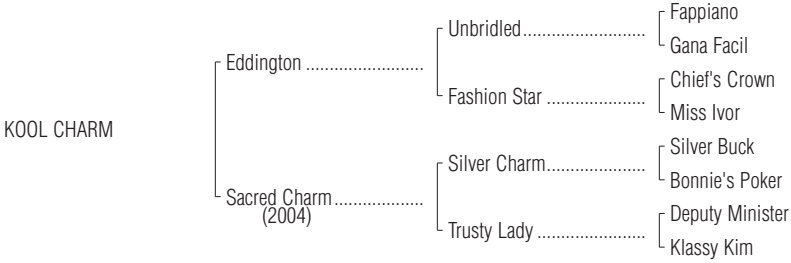 Fappiano
Unbridled
Gana Facil
Eddington
Chief's Crown
Fashion Star
Miss Ivor
KOOL CHARM
Silver Buck
Silver Charm
Bonnie's Poker
Sacred Charm
(2004)
Deputy Minister
Trusty Lady
Klassy Kim